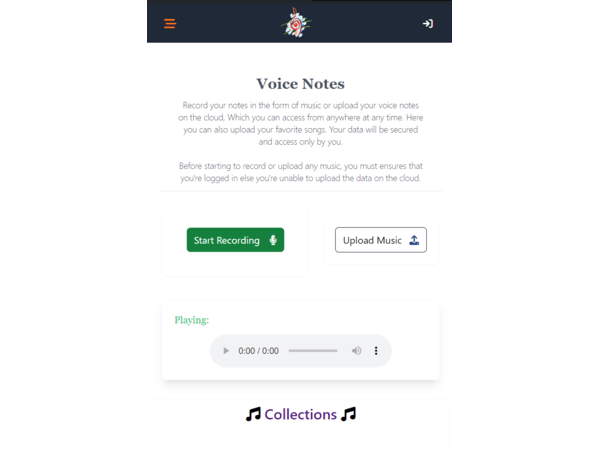 Voice Notes
Record your notes in the form of music or upload your voice notes
on the cloud, Which you can access from anywhere at any time. Here
you can also upload your favorite songs. Your data will be secured
and access only by you.
Before starting to record or upload any music, you must ensures that
you're logged in else you're unable to upload the data on the cloud.
Start Recording
Upload Music
Playing:
0:00 / 0:00
Collections